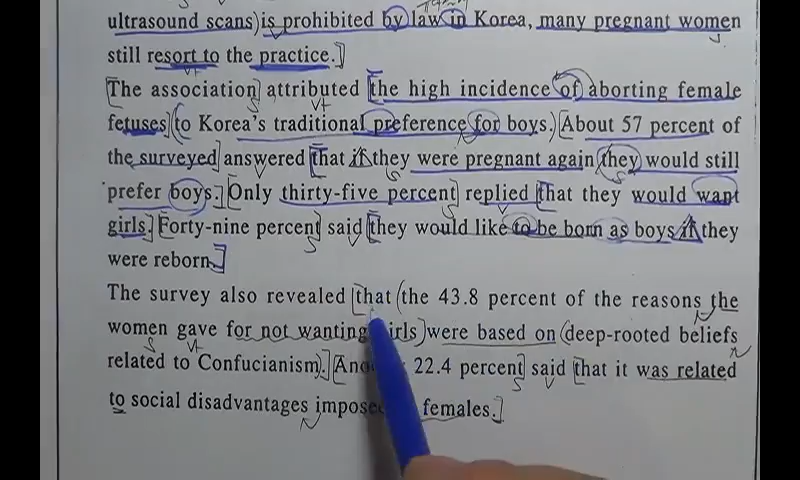 ultrasound scans) is prohibited by law in Korea, many pregnant women
still resort to the practice.
The association attributed the high incidence of aborting female
fetuses to Korea's traditional preference for boys. About 57 percent of
the surveyed answered that if they were pregnant again they would still
prefer boys. Only thirty-five percent replied that they would want
girls. Forty-nine percent said they would like to be born as boys if they
were reborn.
The survey also revealed that the 43.8 percent of the reasons the
women gave for not wanting girls were based on deep-rooted beliefs
related to Confucianism. 22.4 percent said that it was related
to social disadvantages females.